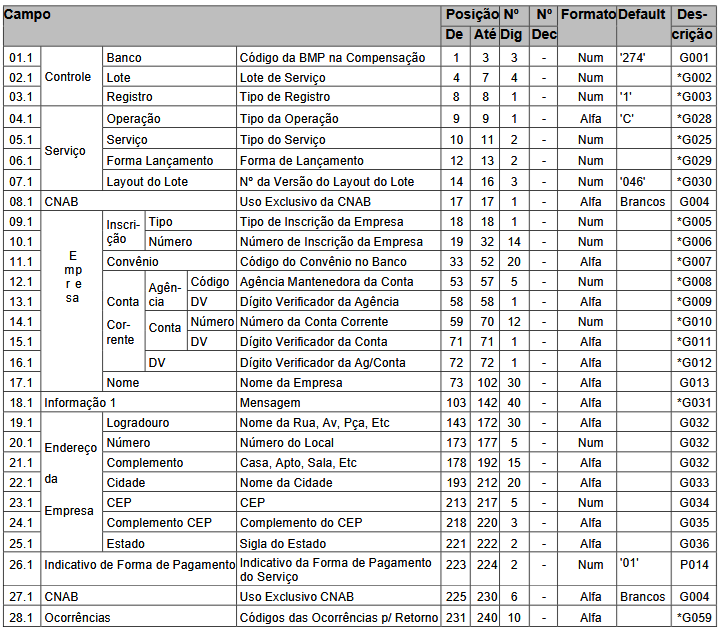 Campo Posição Nº Nº Formato Default Des-
De Até Dig Dec crição
01.1 Controle Banco Código da BMP na Compensação 1 3 3 - Num '274' G001
02.1 Lote Lote de Serviço 4 7 4 - Num *G002
03.1 Registro Tipo de Registro 8 8 1 - Num '1' *G003
04.1 Serviço Operação Tipo da Operação 9 9 1 - Alfa 'C' *G028
05.1 Serviço Tipo do Serviço 10 11 2 - Num *G025
06.1 Forma Lançamento Forma de Lançamento 12 13 2 - Num *G029
07.1 Layout do Lote Nº da Versão do Layout do Lote 14 16 3 - Num '046' *G030
08.1 CNAB Uso Exclusivo da CNAB 17 17 1 - Alfa Brancos G004
09.1 E mp r e sa Inscri- ção Tipo Tipo de Inscrição da Empresa 18 18 1 - Num *G005
10.1 Número Número de Inscrição da Empresa 19 32 14 - Num *G006
11.1 Convênio Código do Convênio no Banco 33 52 20 - Alfa *G007
12.1 Conta Cor- rente Agên- cia Código Agência Mantenedora da Conta 53 57 5 - Num *G008
13.1 DV Dígito Verificador da Agência 58 58 1 - Alfa *G009
14.1 Conta Número Número da Conta Corrente 59 70 12 - Num *G010
15.1 DV Dígito Verificador da Conta 71 71 1 - Alfa *G011
16.1 DV Dígito Verificador da Ag/Conta 72 72 1 - Alfa *G012
17.1 Nome Nome da Empresa 73 102 30 - Alfa G013
18.1 Informação 1 Mensagem 103 142 40 - Alfa *G031
19.1 Endereço da Empresa Logradouro Nome da Rua, Av, Pça, Etc 143 172 30 - Alfa G032
20.1 Número Número do Local 173 177 5 - Num G032
21.1 Complemento Casa, Apto, Sala, Etc 178 192 15 - Alfa G032
22.1 Cidade Nome da Cidade 193 212 20 - Alfa G033
23.1 CEP CEP 213 217 5 - Num G034
24.1 Complemento CEP Complemento do CEP 218 220 3 - Alfa G035
25.1 Estado Sigla do Estado 221 222 2 - Alfa G036
26.1 Indicativo de Forma de Pagamento Indicativo da Forma de Pagamento 223 224 2 - Num '01' P014
do Serviço
27.1 CNAB Uso Exclusivo CNAB 225 230 6 - Alfa Brancos G004
28.1 Ocorrências Códigos das Ocorrências p/ Retorno 231 240 10 - Alfa *G059